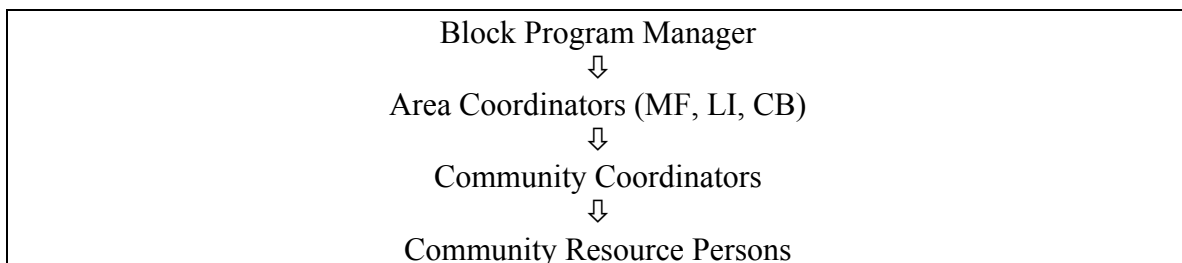 Block Program Manager
⇩
Area Coordinators (MF, LI, CB)
⇩
Community Coordinators
⇩
Community Resource Persons